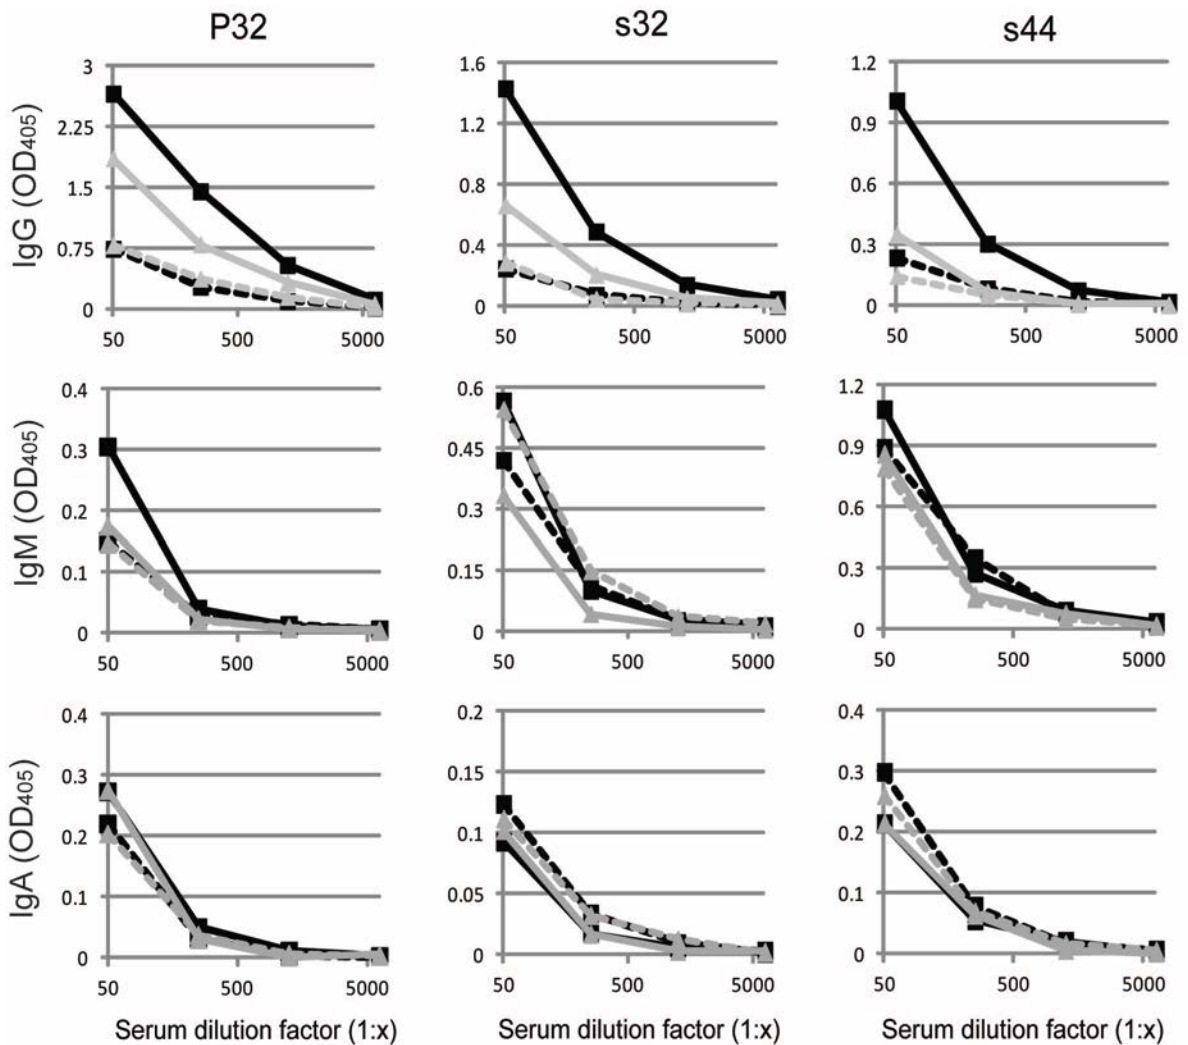 P32 s32 s44
IgG (OD405)
3 2.25 1.5 0.75 0
50 500 5000
1.6 1.2 0.8 0.4 0
50 500 5000
1.2 0.9 0.6 0.3 0
50 500 5000
IgM (OD405)
0.4 0.3 0.2 0.1 0
50 500 5000
0.6 0.45 0.3 0.15 0
50 500 5000
1.2 0.9 0.6 0.3 0
50 500 5000
IgA (OD405)
0.4 0.3 0.2 0.1 0
50 500 5000
0.2 0.15 0.1 0.05 0
50 500 5000
0.4 0.3 0.2 0.1 0
50 500 5000
Serum dilution factor (1:x) Serum dilution factor (1:x) Serum dilution factor (1:x)